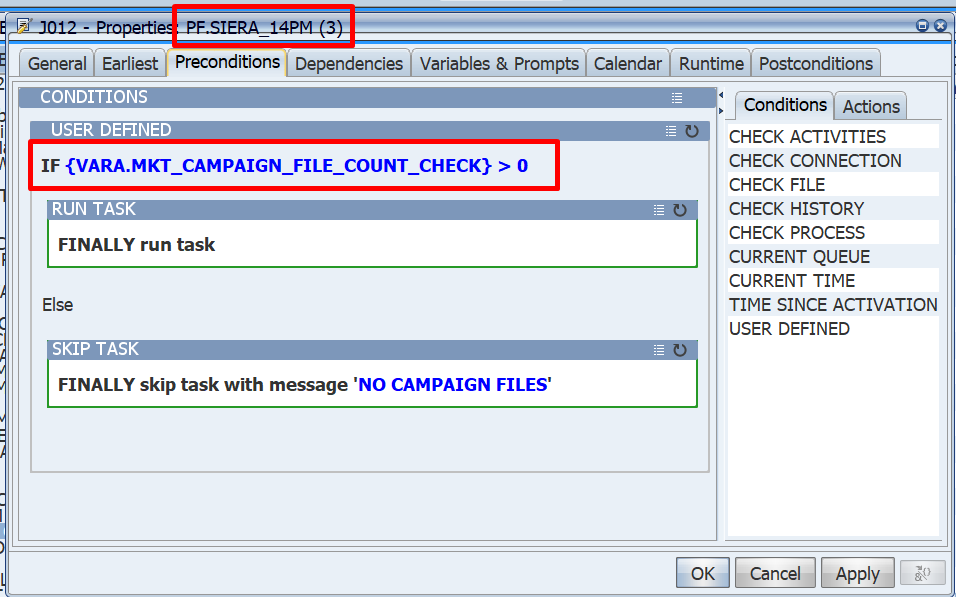 J012 - Properties: PF.SIERA_14PM (3)
General Earliest Preconditions Dependencies Variables & Prompts Calendar Runtime Postconditions
CONDITIONS
USER DEFINED
IF {VARA.MKT_CAMPAIGN_FILE_COUNT_CHECK} > 0
RUN TASK
FINALLY run task
Else
SKIP TASK
FINALLY skip task with message 'NO CAMPAIGN FILES'
Conditions Actions
CHECK ACTIVITIES
CHECK CONNECTION
CHECK FILE
CHECK HISTORY
CHECK PROCESS
CURRENT QUEUE
CURRENT TIME
TIME SINCE ACTIVATION
USER DEFINED
OK Cancel Apply